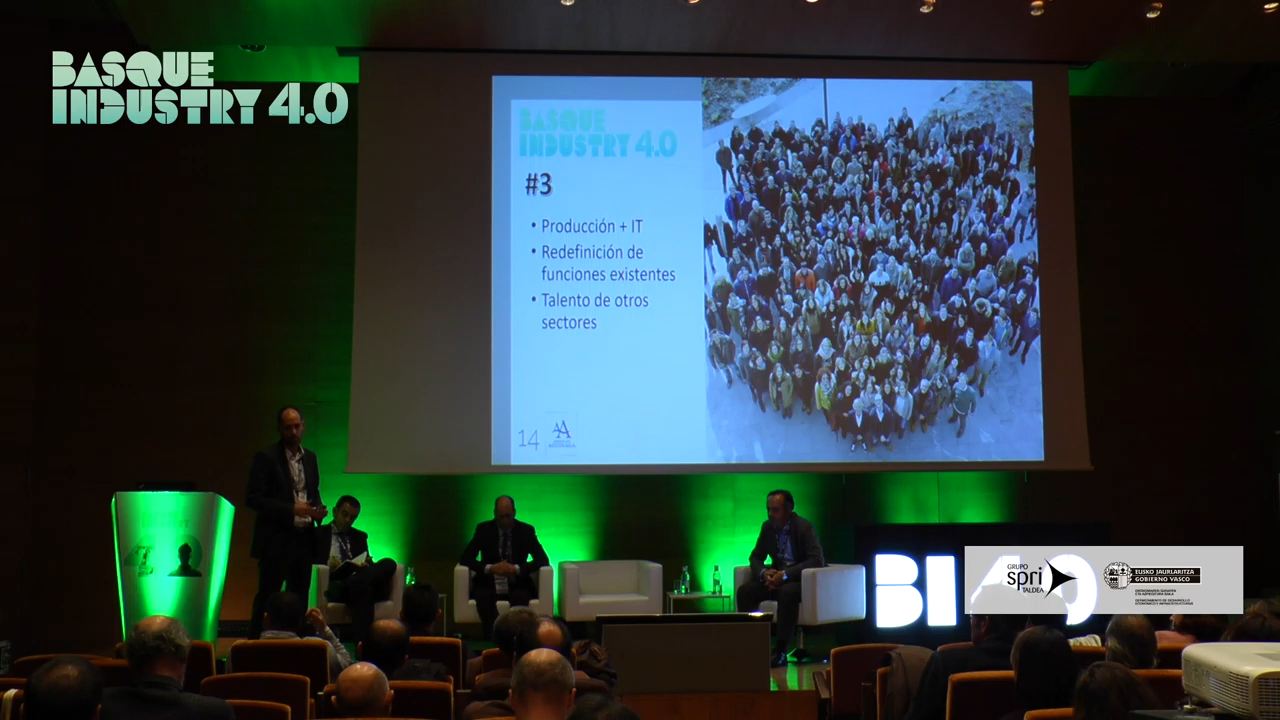 BASQUE
INDUSTRY 4.0
BASQUE
INDUSTRY 4.0
#3
• Producción + IT
• Redefinición de
funciones existentes
• Talento de otros
sectores
14
AA
BI 4.0
GRUPO
spri
TALDEA
EUSKO JAURLARITZA
GOBIERNO VASCO